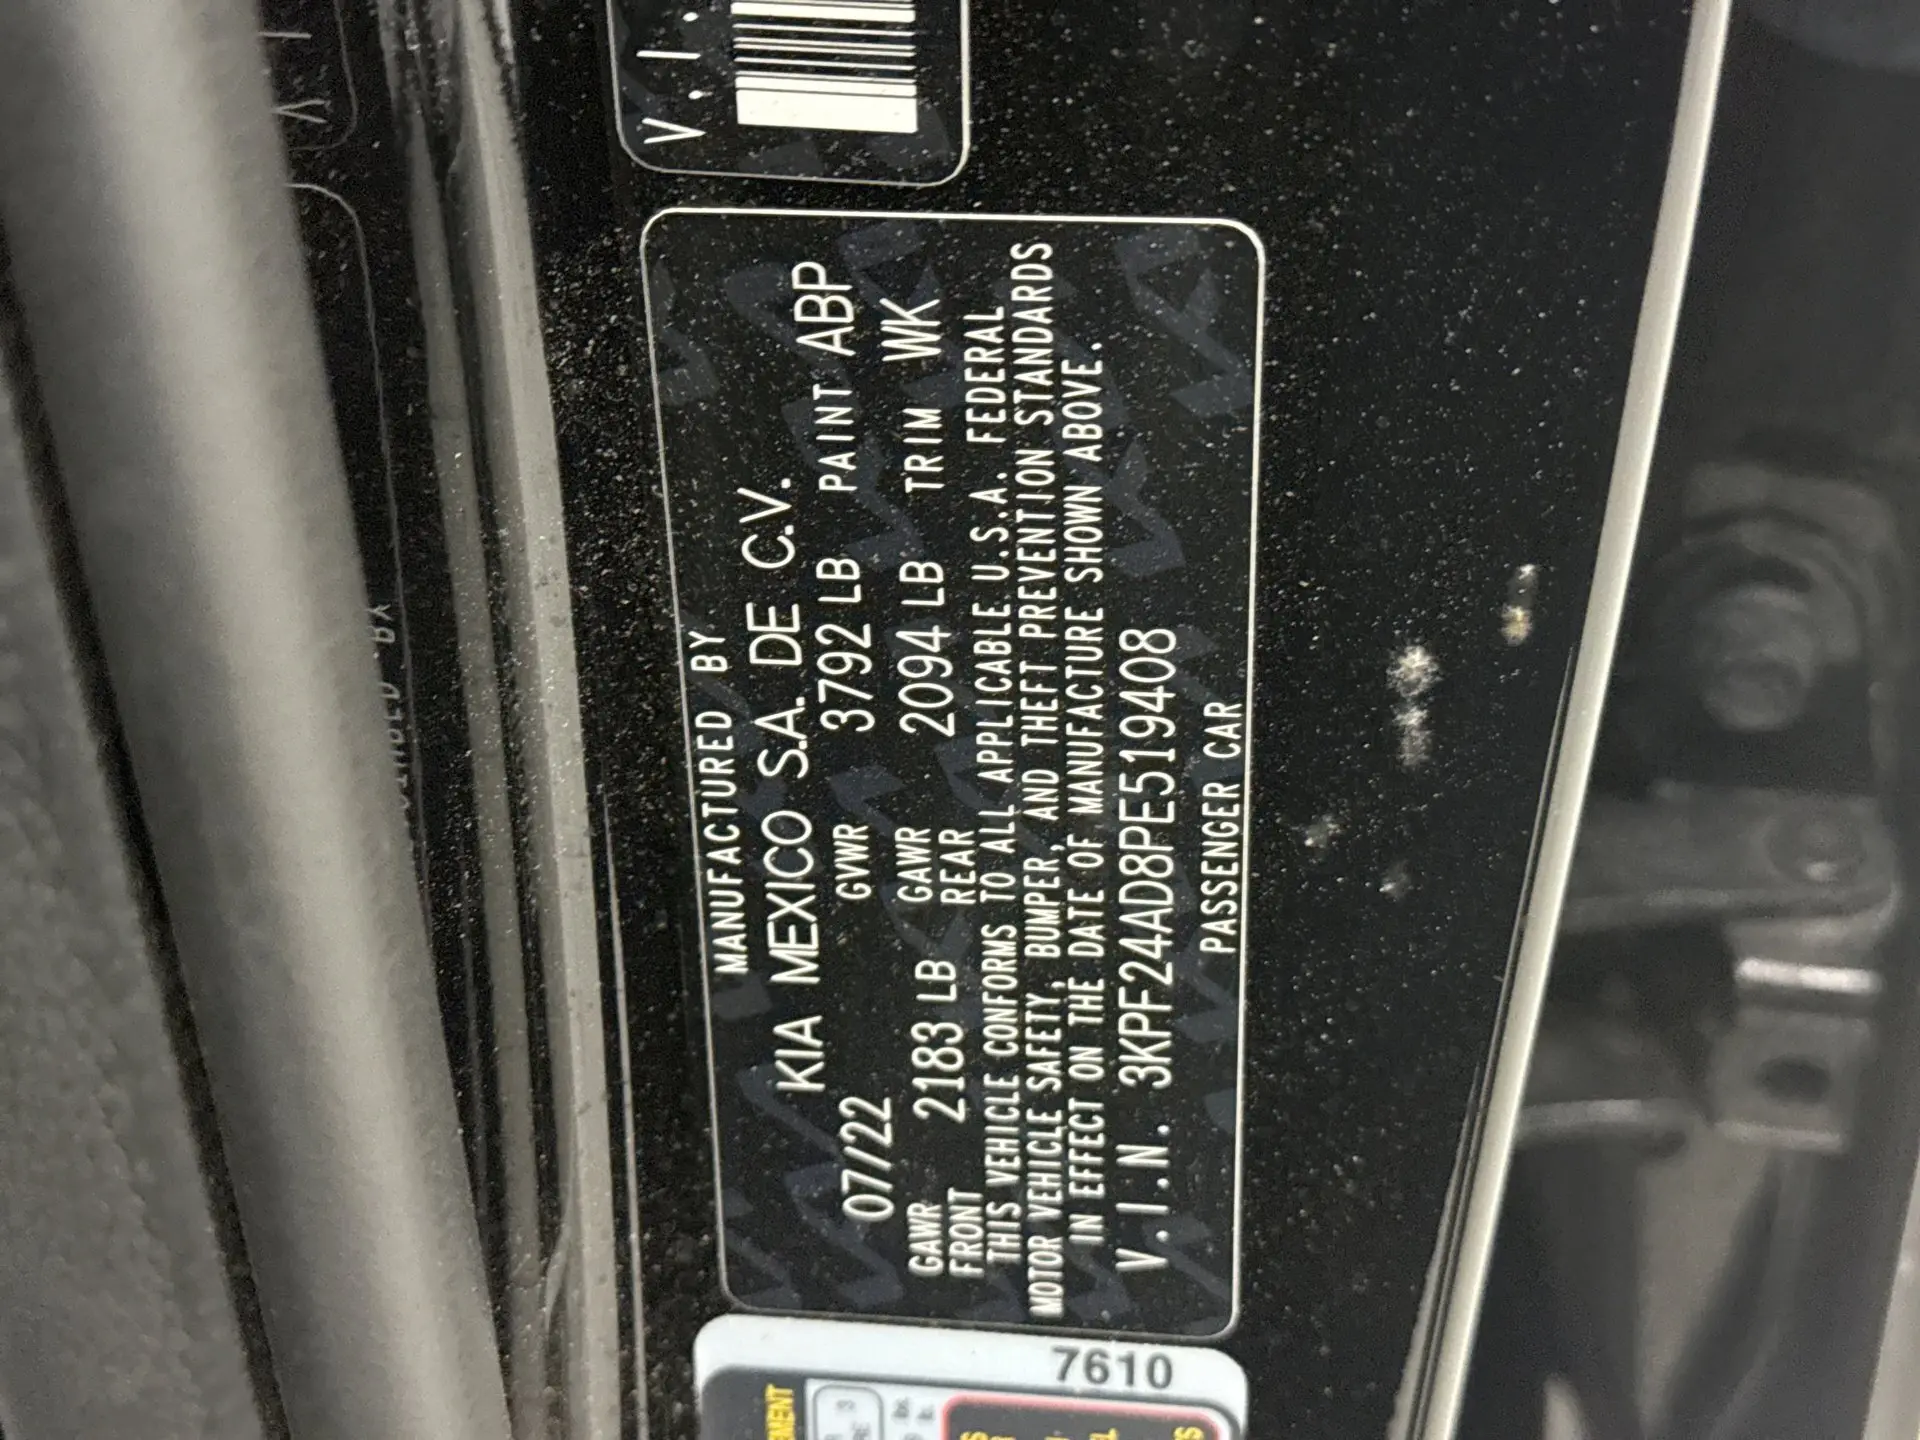 V.I.
MANUFACTURED BY
KIA MEXICO S.A. DE C.V.
07/22 GVWR 3792 LB PAINT ABP
GAWR FRONT 2183 LB GAWR REAR 2094 LB TRIM WK
THIS VEHICLE CONFORMS TO ALL APPLICABLE U.S.A. FEDERAL
MOTOR VEHICLE SAFETY, BUMPER, AND THEFT PREVENTION STANDARDS
IN EFFECT ON THE DATE OF MANUFACTURE SHOWN ABOVE.
V.I.N. 3KPF24AD8PE519408
PASSENGER CAR
7610